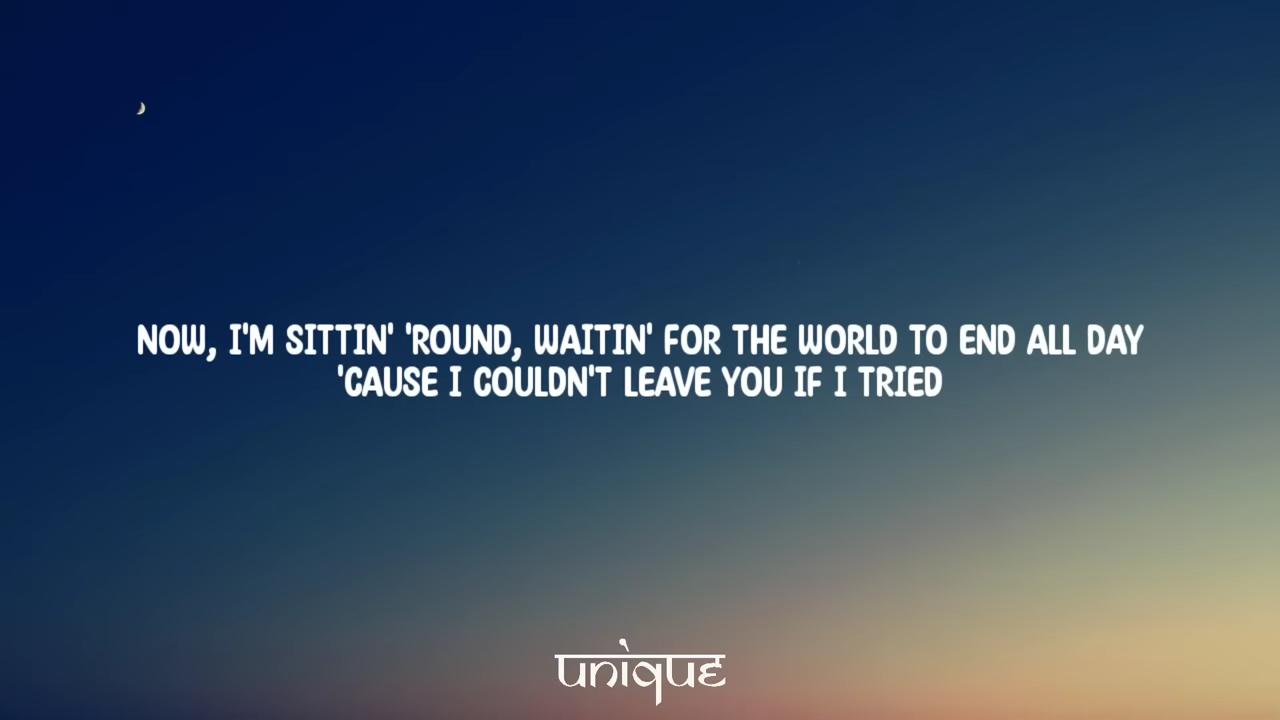 NOW, I'M SITTIN' 'ROUND, WAITIN' FOR THE WORLD TO END ALL DAY
'CAUSE I COULDN'T LEAVE YOU IF I TRIED
unique